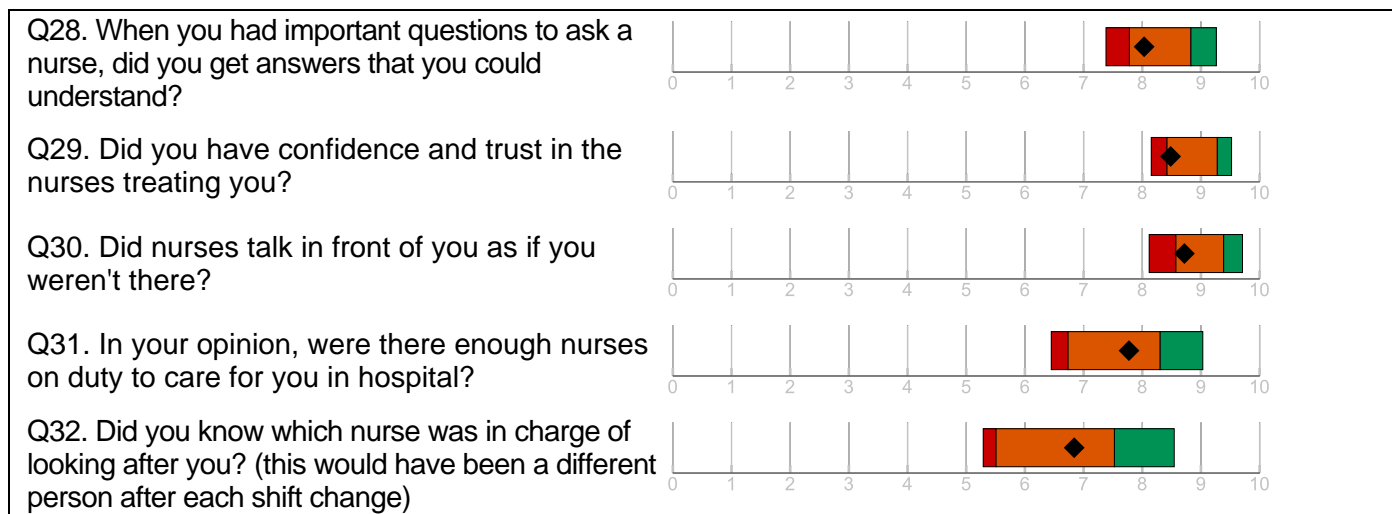 Q28. When you had important questions to ask a
nurse, did you get answers that you could
understand?
0 1 2 3 4 5 6 7 8 9 10
Q29. Did you have confidence and trust in the
nurses treating you?
0 1 2 3 4 5 6 7 8 9 10
Q30. Did nurses talk in front of you as if you
weren't there?
0 1 2 3 4 5 6 7 8 9 10
Q31. In your opinion, were there enough nurses
on duty to care for you in hospital?
0 1 2 3 4 5 6 7 8 9 10
Q32. Did you know which nurse was in charge of
looking after you? (this would have been a different
person after each shift change)
0 1 2 3 4 5 6 7 8 9 10